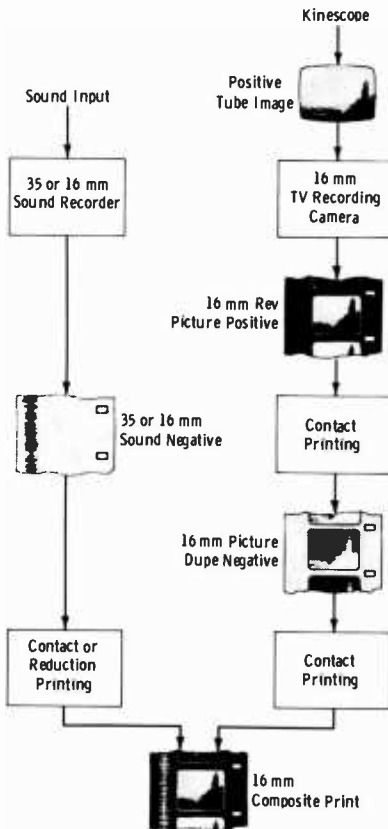 Kinescope
Positive
Tube Image
Sound Input
35 or 16 mm
Sound Recorder
16 mm
TV Recording
Camera
16 mm Rev
Picture Positive
35 or 16 mm
Sound Negative
Contact
Printing
16 mm Picture
Dupe Negative
Contact or
Reduction
Printing
Contact
Printing
16 mm
Composite Print